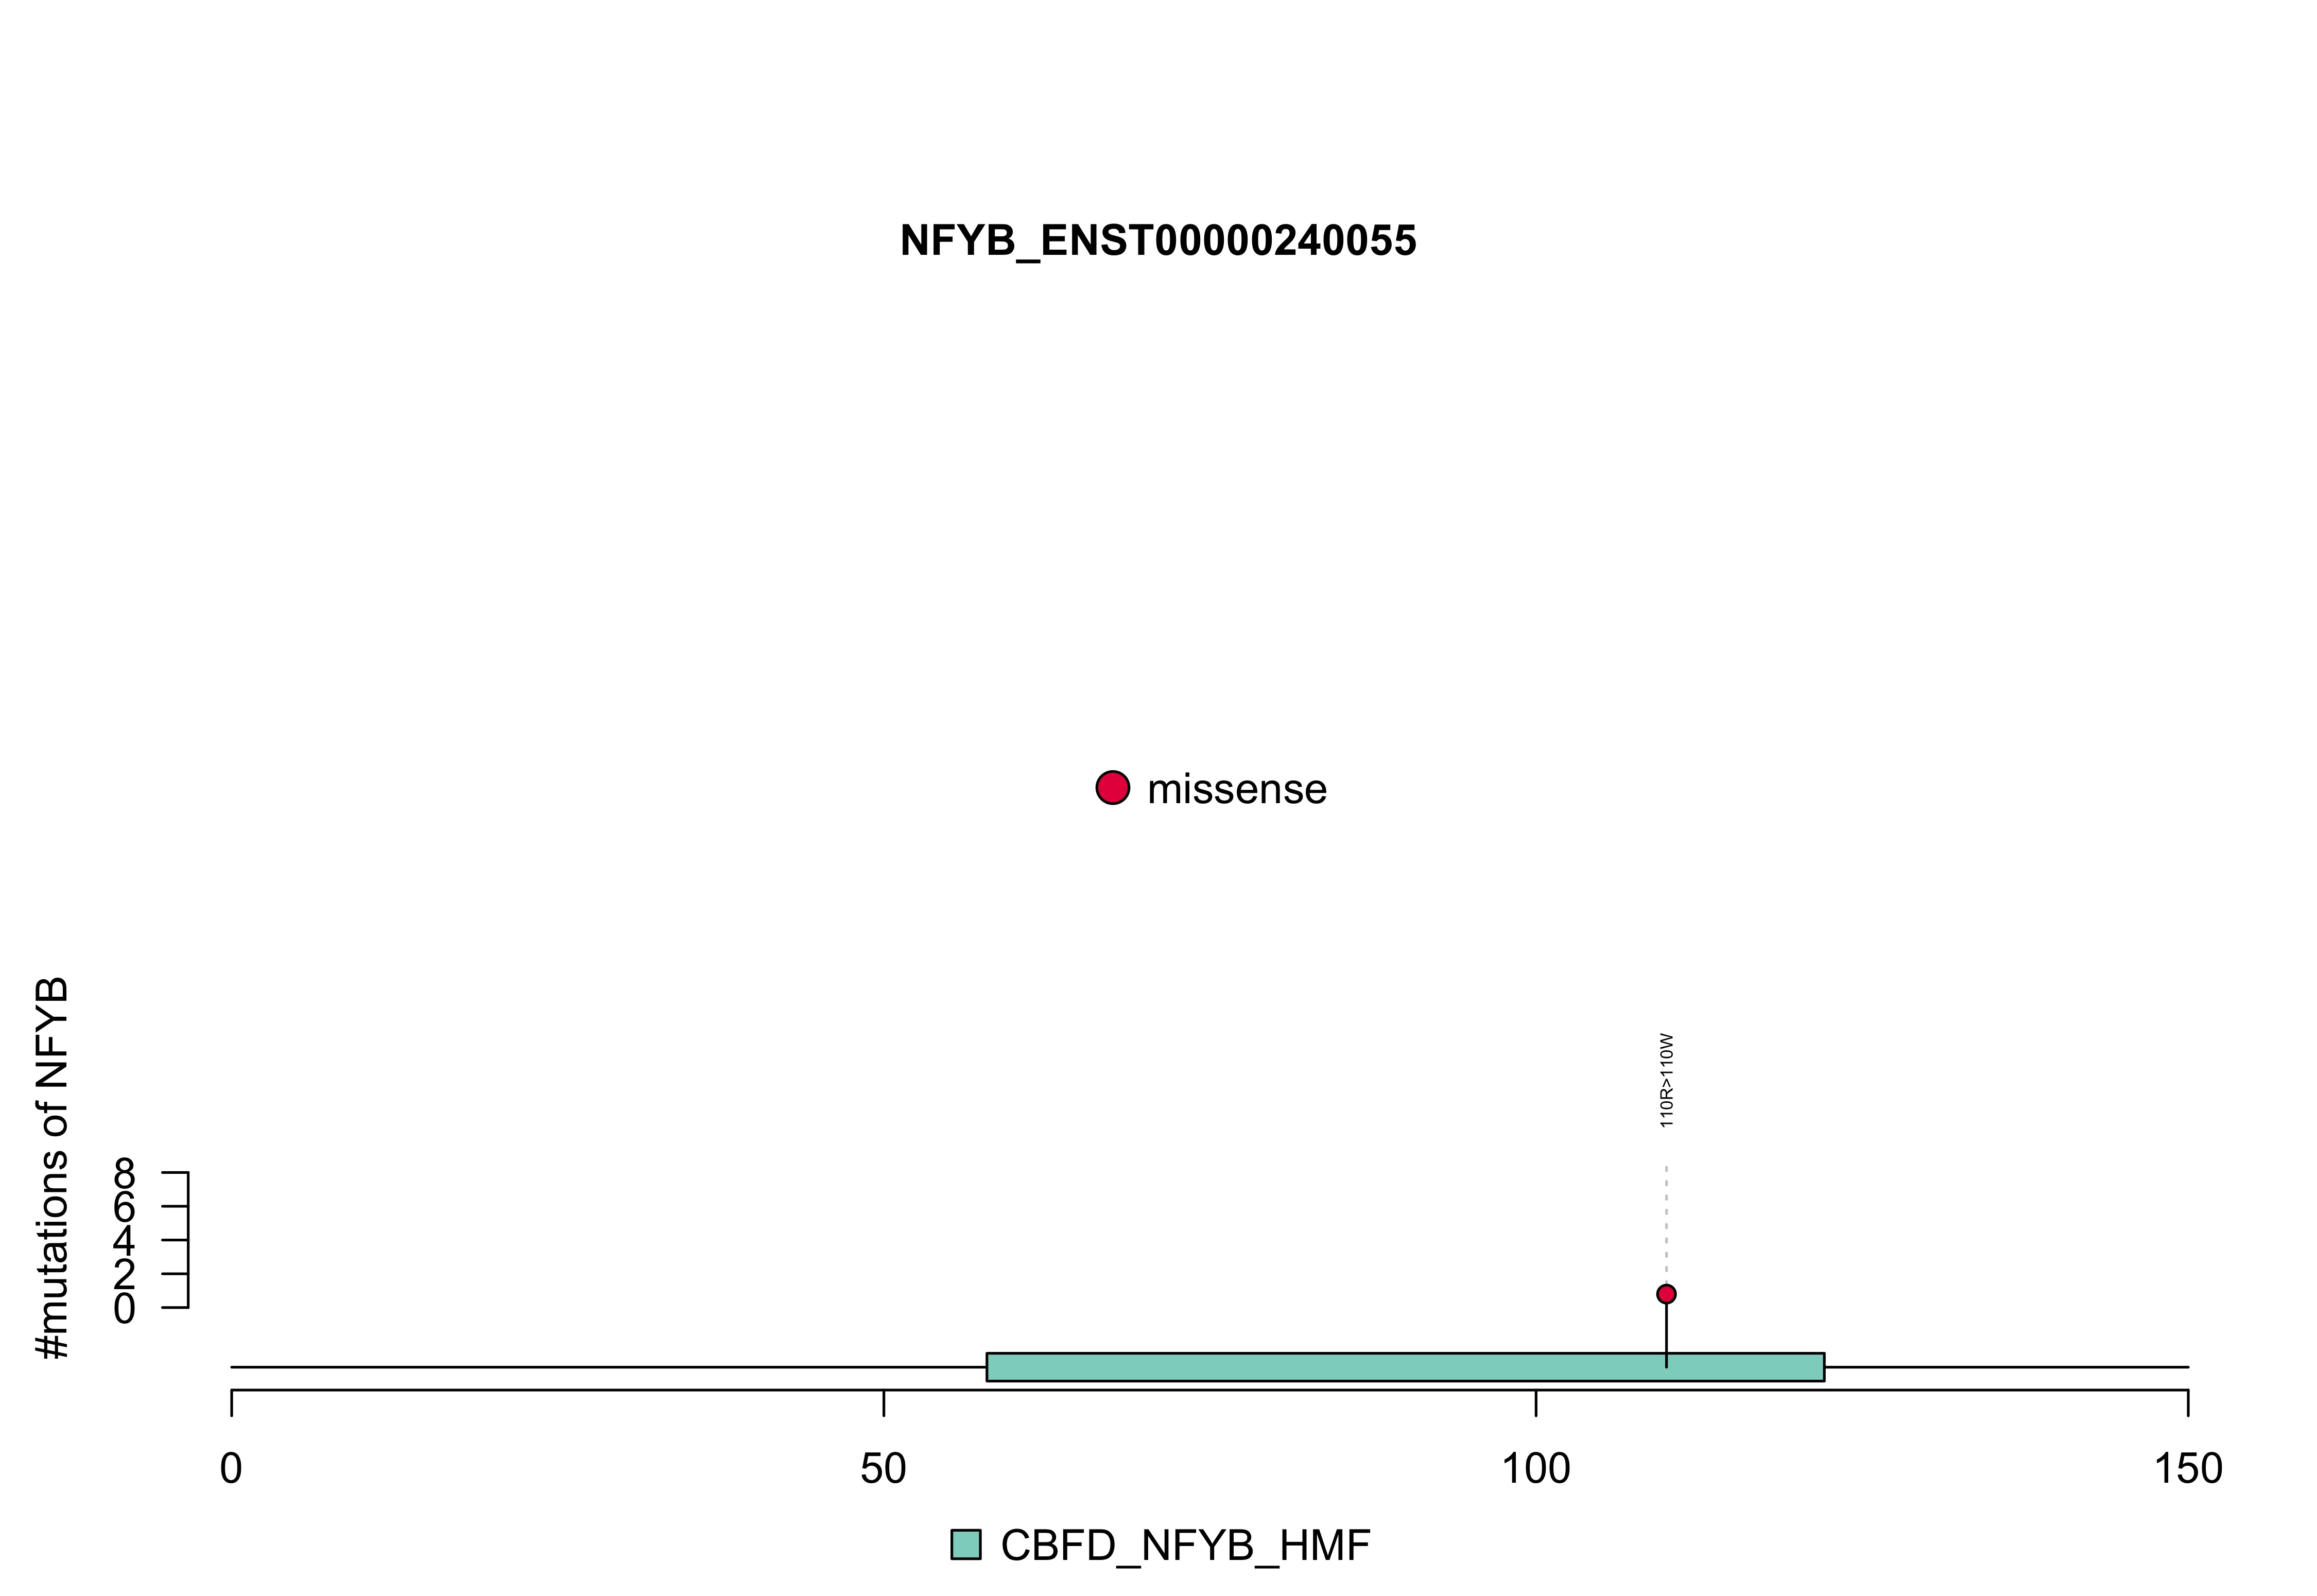 NFYB_ENST00000240055
missense
#mutations of NFYB
110R>110W
8
6
4
2
0
0 50 100 150
CBFD_NFYB_HMF